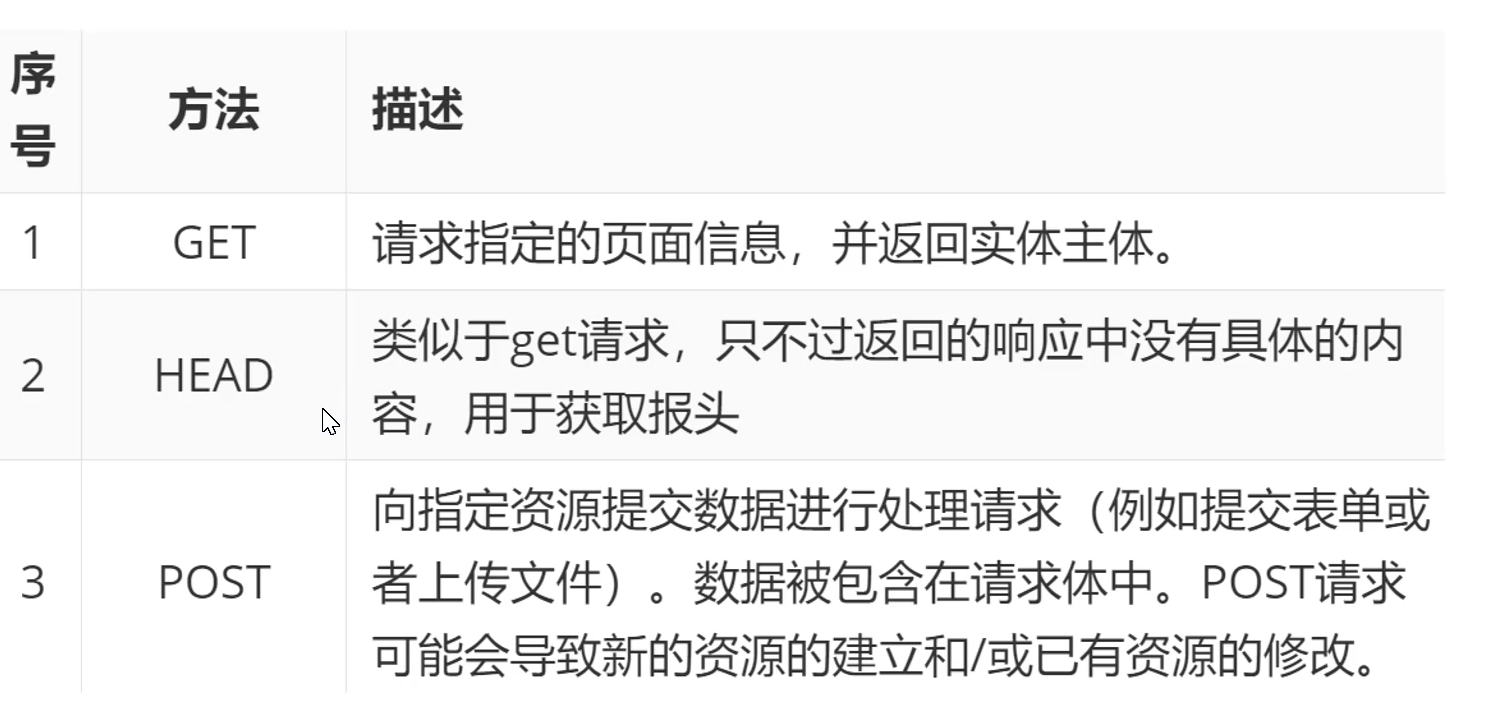 序
号
方法
描述
1
GET
请求指定的页面信息，并返回实体主体。
2
HEAD
类似于get请求，只不过返回的响应中没有具体的内
容，用于获取报头
3
POST
向指定资源提交数据进行处理请求（例如提交表单或
者上传文件）。数据被包含在请求体中。POST请求
可能会导致新的资源的建立和/或已有资源的修改。